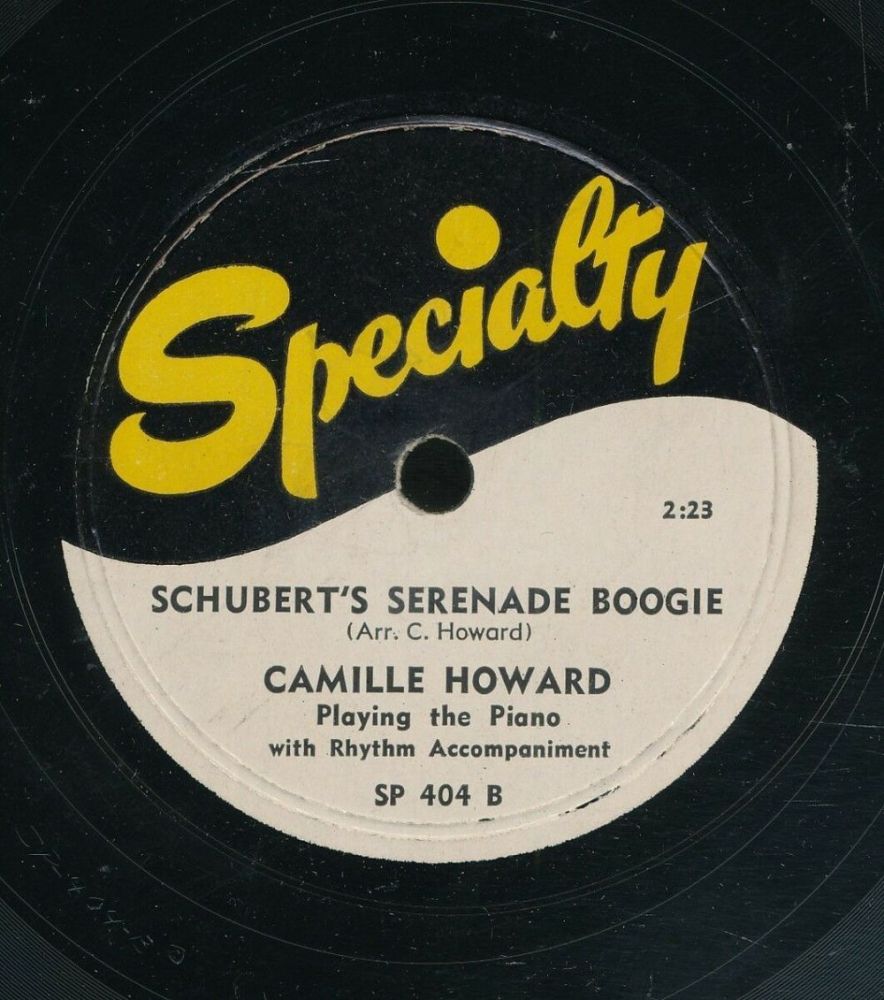 Specialty
2:23
SCHUBERT'S SERENADE BOOGIE
(Arr. C. Howard)
CAMILLE HOWARD
Playing the Piano
with Rhythm Accompaniment
SP 404 B